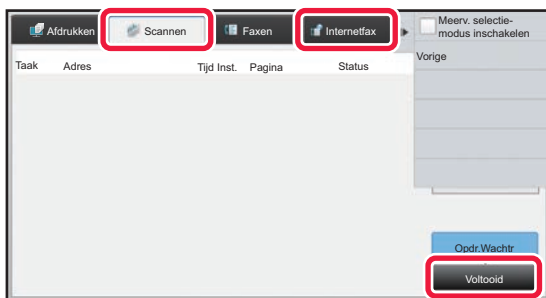 Afdrukken Scannen Faxen Internetfax
Meerv. selectie-
modus inschakelen
Taak Adres Tijd Inst. Pagina Status
Vorige
Opdr.Wachtr
Voltooid